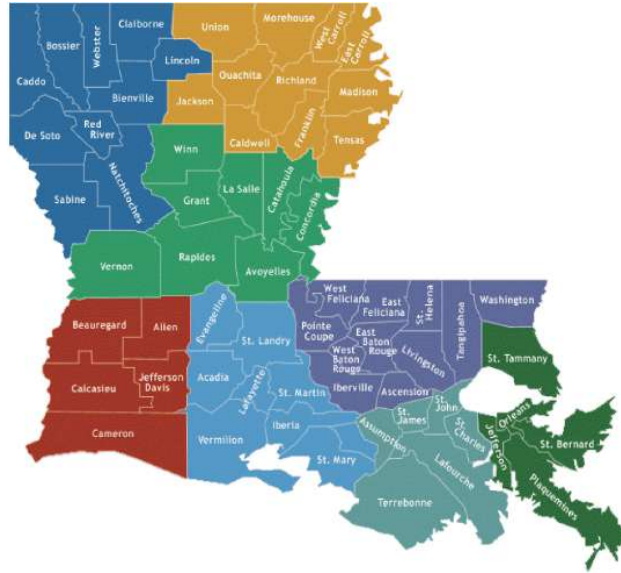 Claiborne
Union
Morehouse
West
Carroll
East
Carroll
Bossier
Webster
Lincoln
Ouachita
Richland
Caddo
Bienville
Jackson
Madison
De Soto
Red
River
Caldwell
Franklin
Tensas
Winn
Natchitoches
Sabine
Grant
La Salle
Catahoula
Concordia
Vernon
Rapides
Avoyelles
Beauregard
Allen
Evangeline
St. Landry
West
Feliciana
East
Feliciana
St.
Helena
Tangipahoa
Washington
Pointe
Coupe
West
Baton
Rouge
East
Baton
Rouge
Livingston
St. Tammany
Calcasieu
Jefferson
Davis
Acadia
Lafayette
St. Martin
Iberville
Ascension
Cameron
Vermilion
Iberia
St. Mary
Assumption
St.
James
St.
John
St.
Charles
Jefferson
Orleans
St. Bernard
Plaquemines
Lafourche
Terrebonne